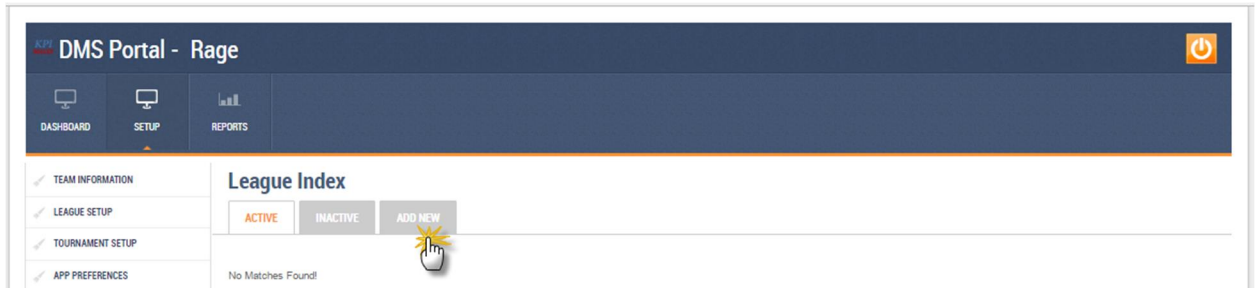 KPI DMS Portal - Rage
DASHBOARD SETUP REPORTS
TEAM INFORMATION
LEAGUE SETUP
TOURNAMENT SETUP
APP PREFERENCES
League Index
ACTIVE INACTIVE ADD NEW
No Matches Found!